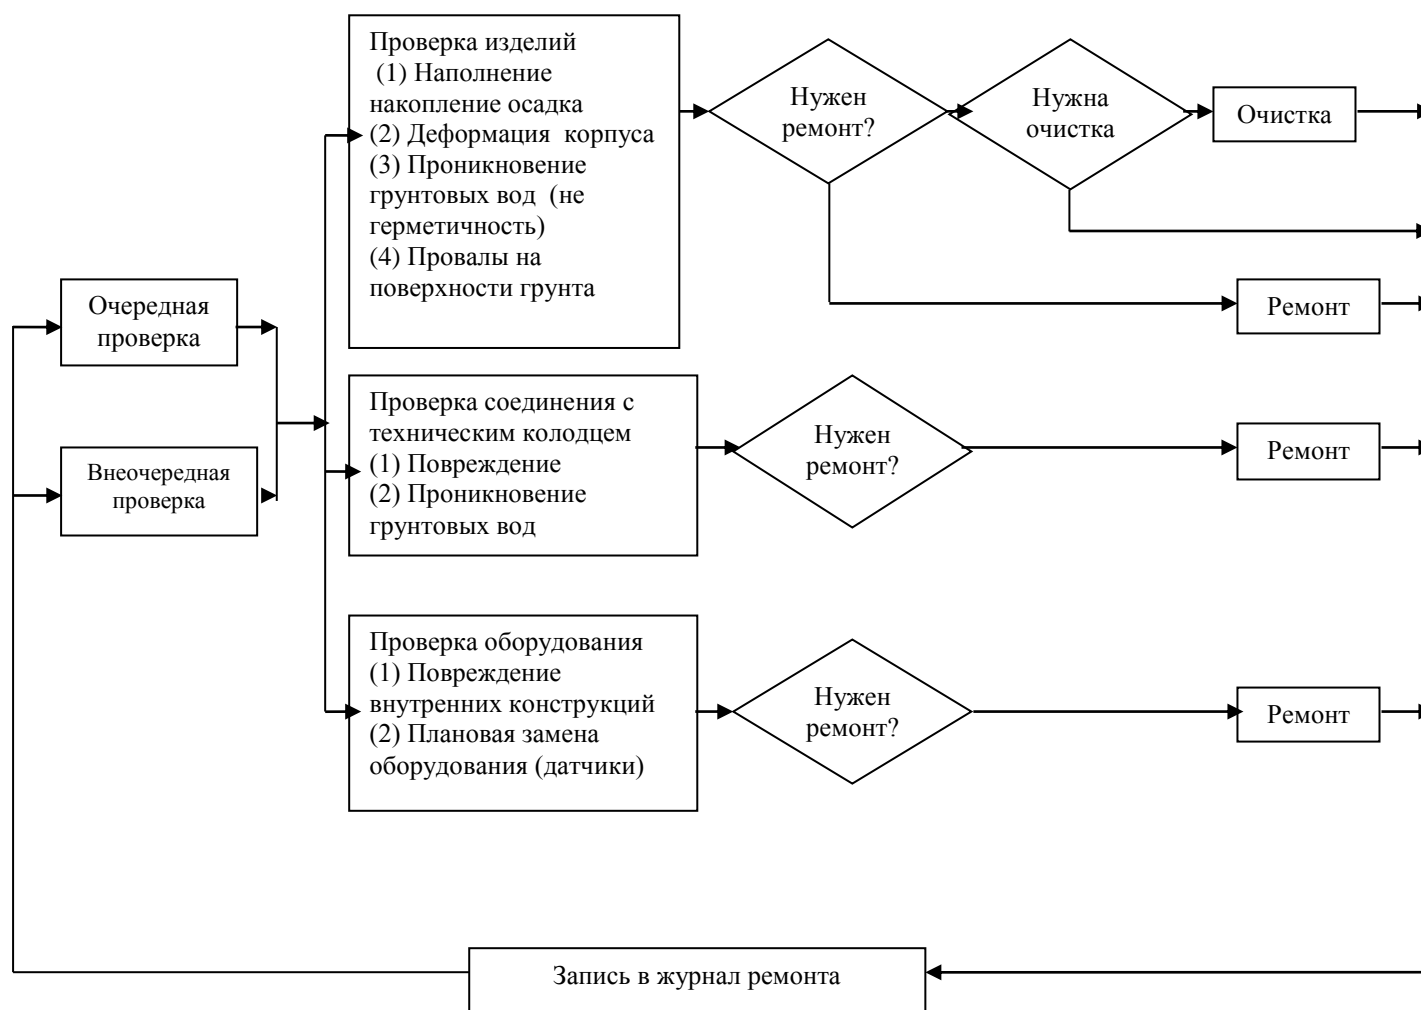 Проверка изделий
(1) Наполнение
накопление осадка
(2) Деформация корпуса
(3) Проникновение
грунтовых вод (не
герметичность)
(4) Провалы на
поверхности грунта
Нужен
ремонт?
Нужна
очистка
Очистка
Ремонт
Очередная
проверка
Внеочередная
проверка
Проверка соединения с
техническим колодцем
(1) Повреждение
(2) Проникновение
грунтовых вод
Нужен
ремонт?
Ремонт
Проверка оборудования
(1) Повреждение
внутренних конструкций
(2) Плановая замена
оборудования (датчики)
Нужен
ремонт?
Ремонт
Запись в журнал ремонта